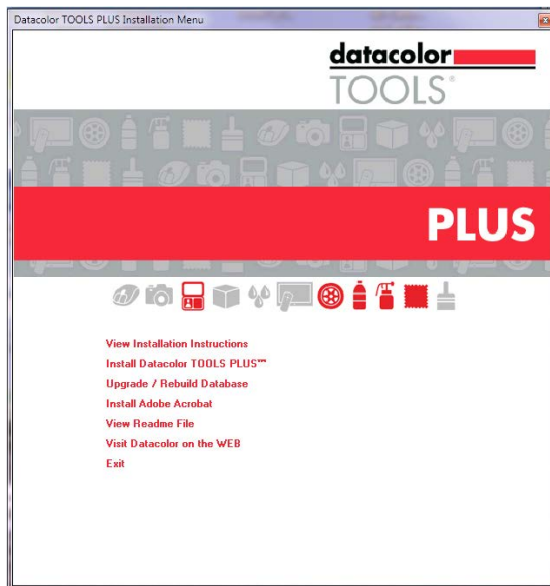 Datacolor TOOLS PLUS Installation Menu
datacolor
TOOLS®
PLUS
View Installation Instructions
Install Datacolor TOOLS PLUS™
Upgrade / Rebuild Database
Install Adobe Acrobat
View Readme File
Visit Datacolor on the WEB
Exit